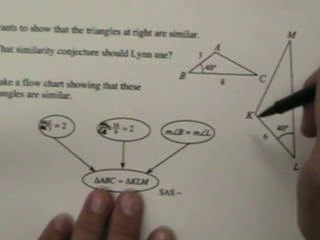 ants to show that the triangles at right are similar.
hat similarity conjecture should Lynn use?
ake a flow chart showing that these
angles are similar.
A
3
40°
B
6
C
M
K
6
40°
L
= 2
= 2
m∠B = m∠L
ΔABC ~ ΔKLM
SAS~